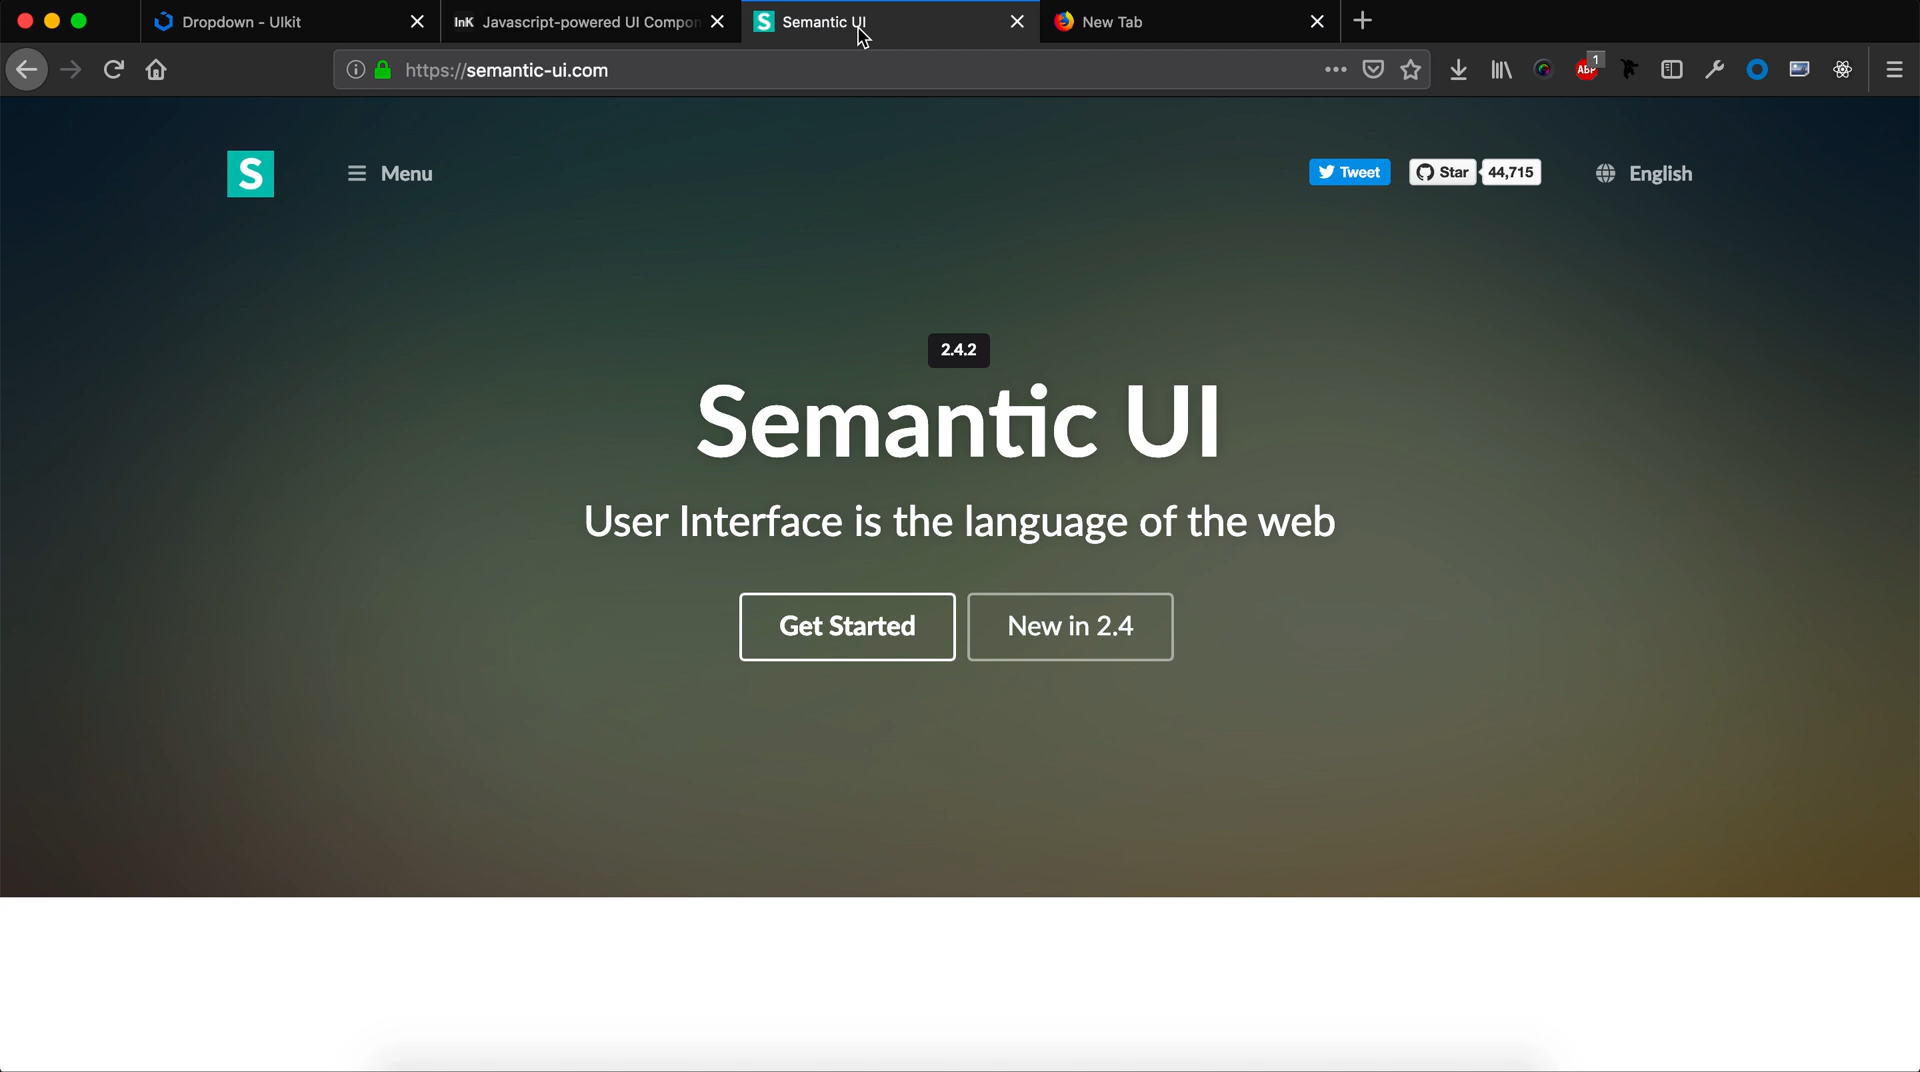 Dropdown - UIkit
InK Javascript-powered UI Compon
S Semantic UI
New Tab
https://semantic-ui.com
ABP 1
S
Menu
Tweet
Star 44,715
English
2.4.2
Semantic UI
User Interface is the language of the web
Get Started
New in 2.4